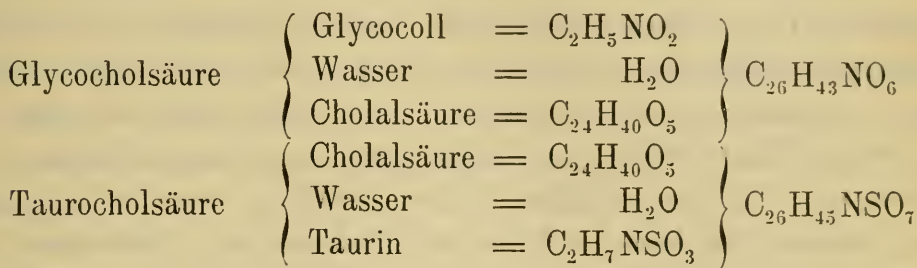 Glycocoll = C₂H₅NO₂
Glycocholsäure { Wasser = H₂O } C₂₆H₄₃NO₆
Cholalsäure = C₂₄H₄₀O₅
Cholalsäure = C₂₄H₄₀O₅
Taurocholsäure { Wasser = H₂O } C₂₆H₄₅NSO₇
Taurin = C₂H₇NSO₃